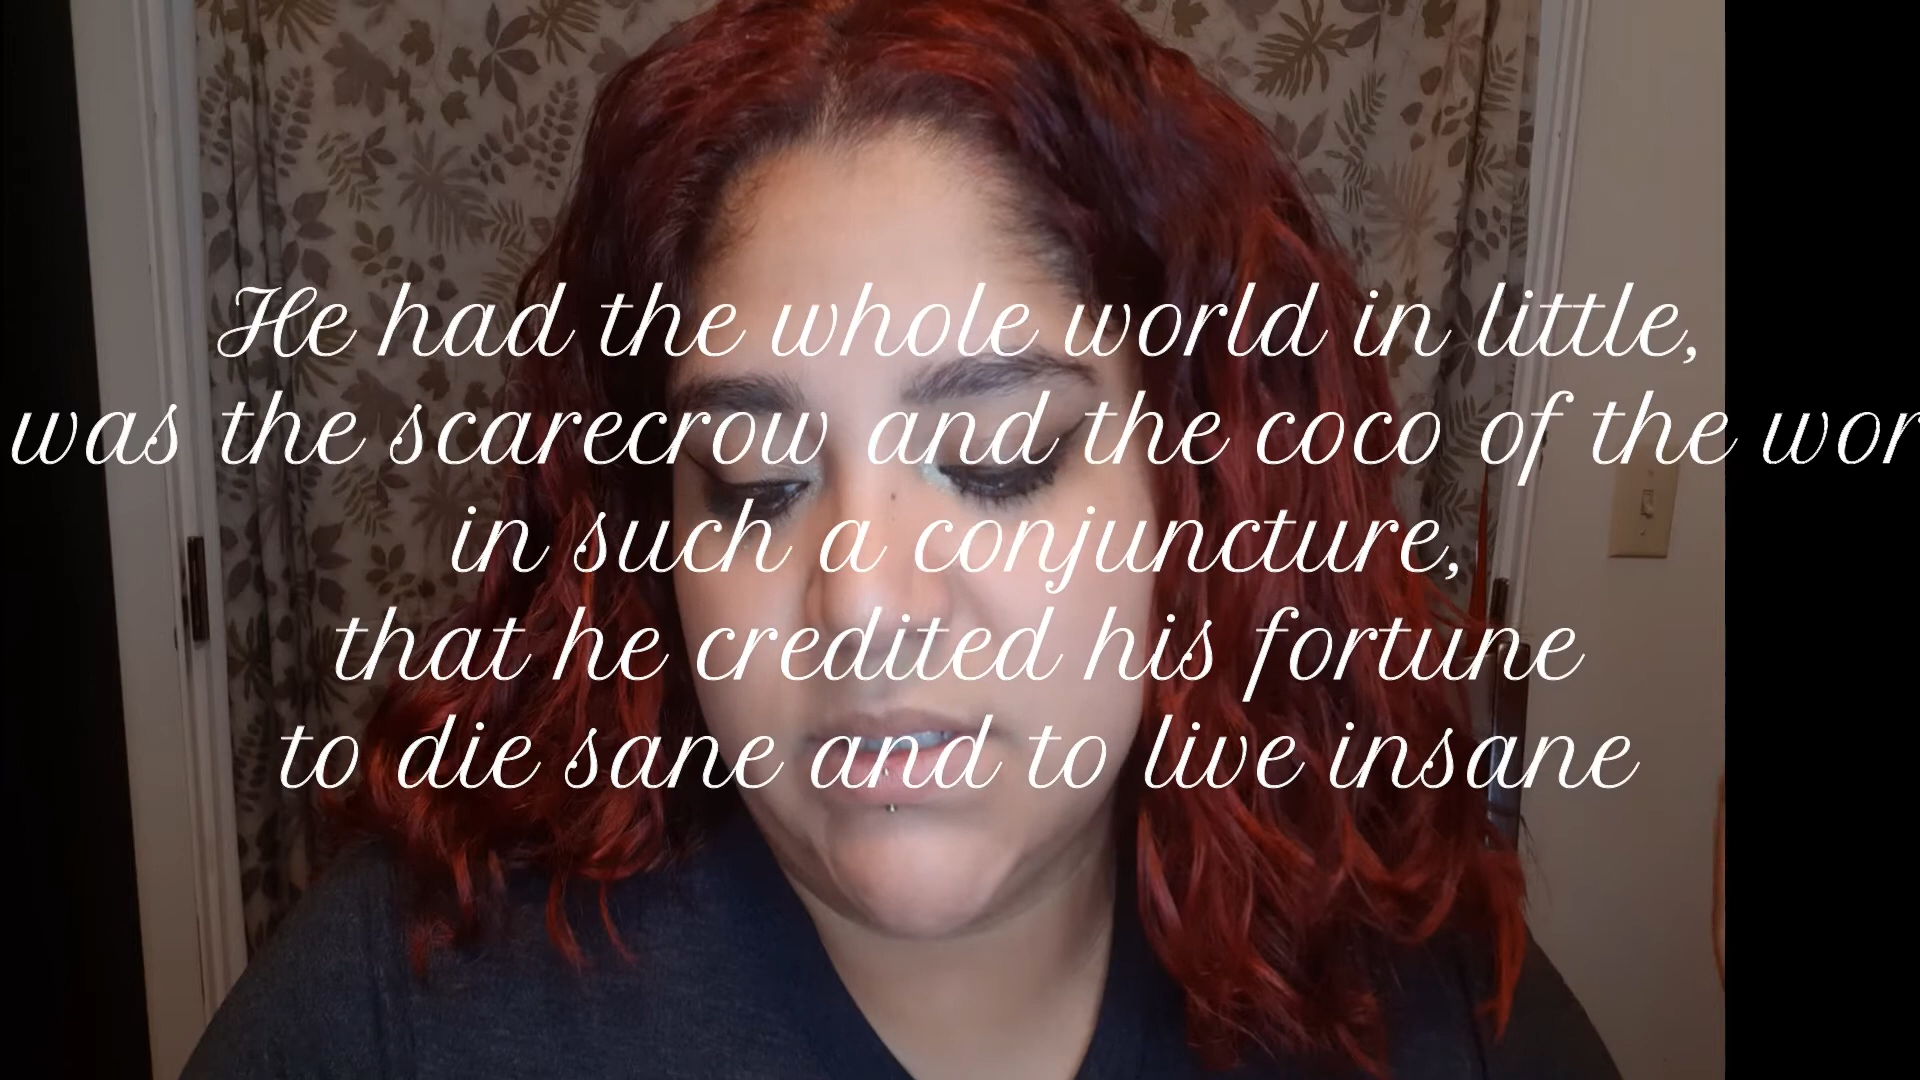 He had the whole world in little,
was the scarecrow and the coco of the wor
in such a conjuncture,
that he credited his fortune
to die sane and to live insane